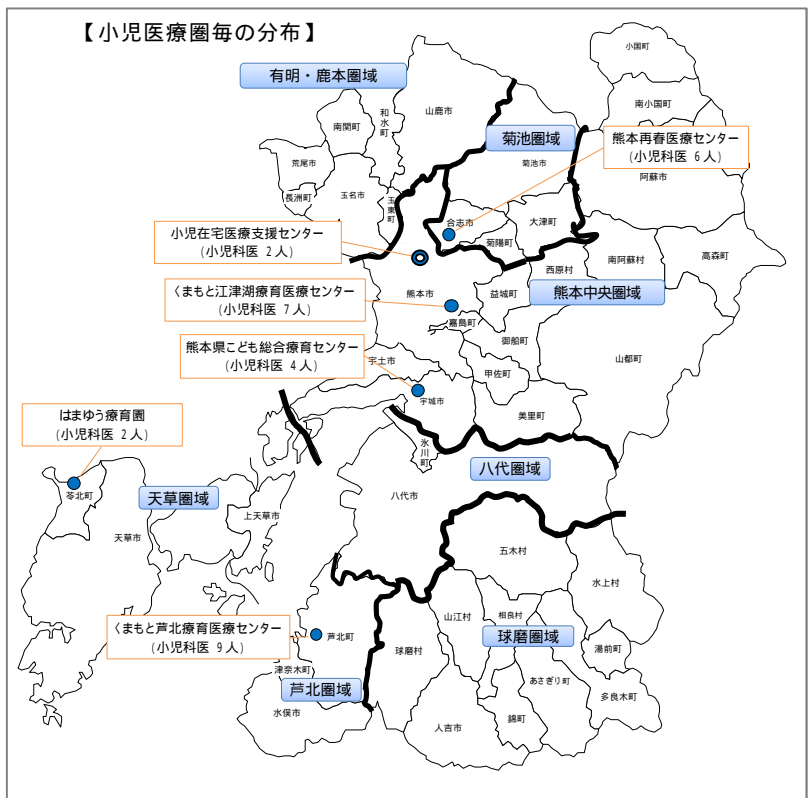 【小児医療圏毎の分布】
小国町
有明・鹿本圏域
南小国町
山鹿市
和水町
南関町
菊池圏域
熊本再春医療センター
(小児科医 6人)
荒尾市
菊池市
阿蘇市
長洲町
玉名市
玉東町
合志市
大津町
小児在宅医療支援センター
(小児科医 2人)
菊陽町
西原村
南阿蘇村
高森町
くまもと江津湖療育医療センター
(小児科医 7人)
熊本市
益城町
熊本中央圏域
嘉島町
御船町
熊本県こども総合療育センター
(小児科医 4人)
宇土市
甲佐町
山都町
宇城市
美里町
はまゆう療育園
(小児科医 2人)
氷川町
八代圏域
苓北町
天草圏域
八代市
上天草市
天草市
五木村
水上村
くまもと芦北療育医療センター
(小児科医 9人)
芦北町
山江村
相良村
球磨圏域
湯前町
球磨村
津奈木町
あさぎり町
芦北圏域
多良木町
水俣市
人吉市
錦町